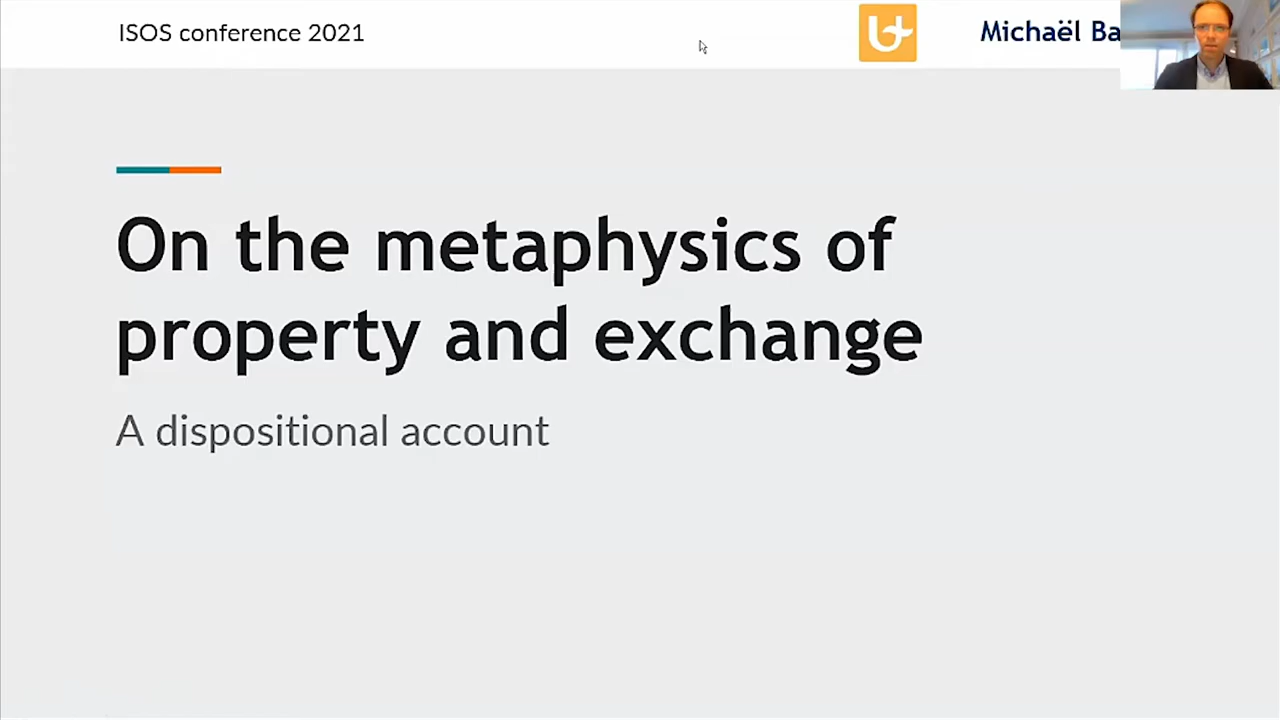 ISOS conference 2021
Michaël Ba
On the metaphysics of
property and exchange
A dispositional account